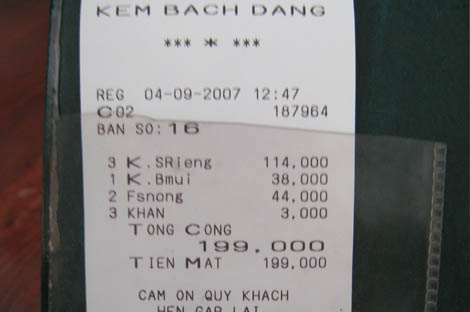 KEM BACH DANG
*** * ***
REG 04-09-2007 12:47
C02 187964
BAN SO: 16
3 K.SRieng 114,000
1 K.Bmui 38,000
2 Fsnong 44,000
3 KHAN 3,000
TONG CONG
199,000
TIEN MAT 199,000
CAM ON QUY KHACH
HEN GAP LAI